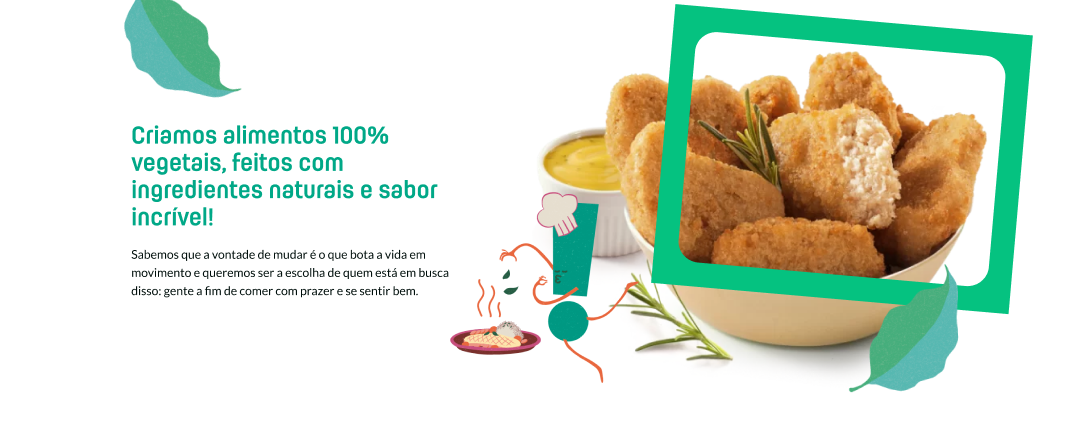 Criamos alimentos 100%
vegetais, feitos com
ingredientes naturais e sabor
incrível!
Sabemos que a vontade de mudar é o que bota a vida em
movimento e queremos ser a escolha de quem está em busca
disso: gente a fim de comer com prazer e se sentir bem.